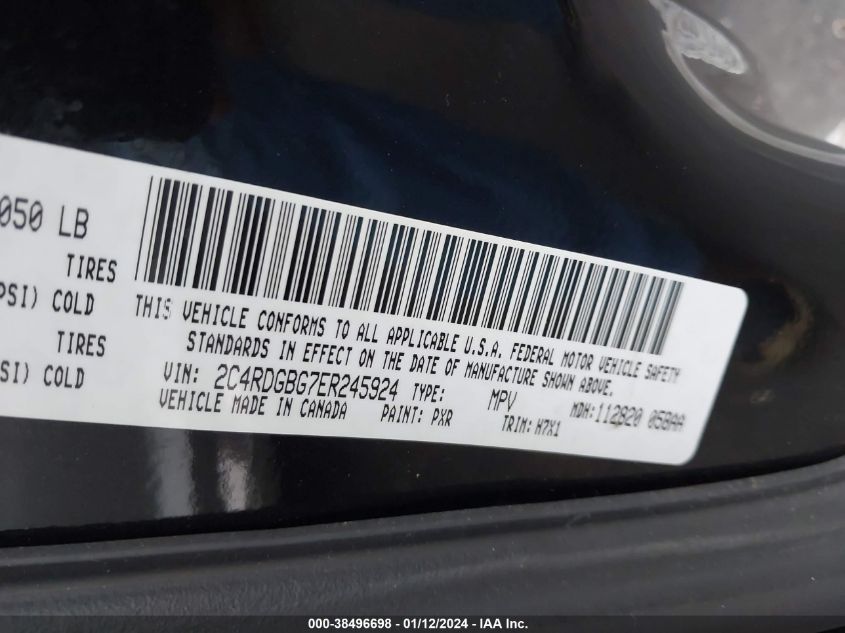 050 LB
TIRES
PSI) COLD
TIRES
SI) COLD
THIS VEHICLE CONFORMS TO ALL APPLICABLE U.S.A. FEDERAL MOTOR VEHICLE SAFETY
STANDARDS IN EFFECT ON THE DATE OF MANUFACTURE SHOWN ABOVE.
VIN: 2C4RDGBG7ER245924 TYPE: MPV MDH:112820 058AA
VEHICLE MADE IN CANADA PAINT: PXR TRIM: H7X1
000-38496698 - 01/12/2024 - IAA Inc.